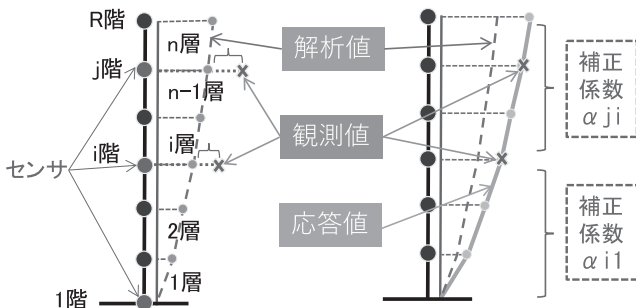 R階
n層
解析値
j階
n-1層
補正
係数
αji
観測値
i層
センサ
i階
2層
応答値
補正
係数
αi1
1層
1階